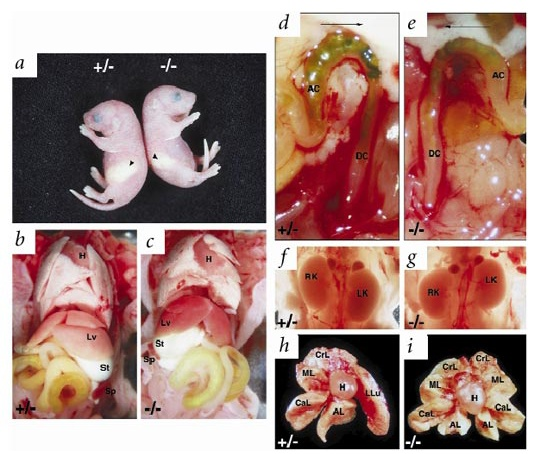 a
+/-
-/-
b
H
Lv
St
Sp
+/-
c
H
Lv
St
Sp
-/-
d
AC
DC
+/-
e
AC
DC
-/-
f
RK
LK
+/-
g
RK
LK
-/-
h
CrL
ML
H
LLu
CaL
AL
+/-
i
CrL
CrL
ML
ML
H
CaL
CaL
AL
AL
-/-